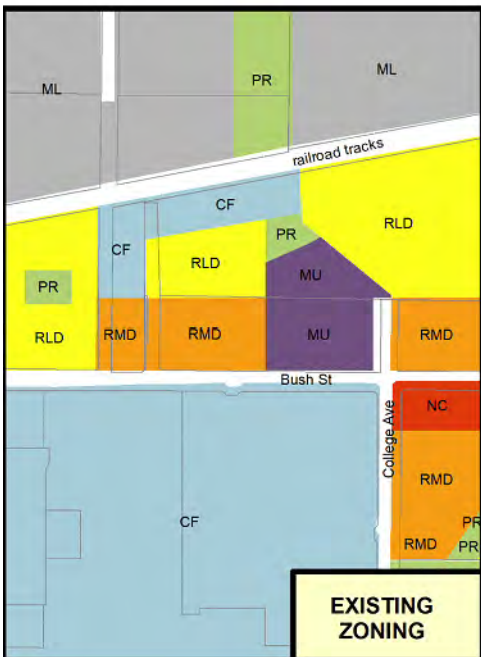 ML
PR
ML
railroad tracks
CF
CF
PR
RLD
RLD
MU
PR
RLD
RMD
RMD
MU
RMD
Bush St
NC
College Ave
RMD
CF
PR
RMD
PR
EXISTING
ZONING